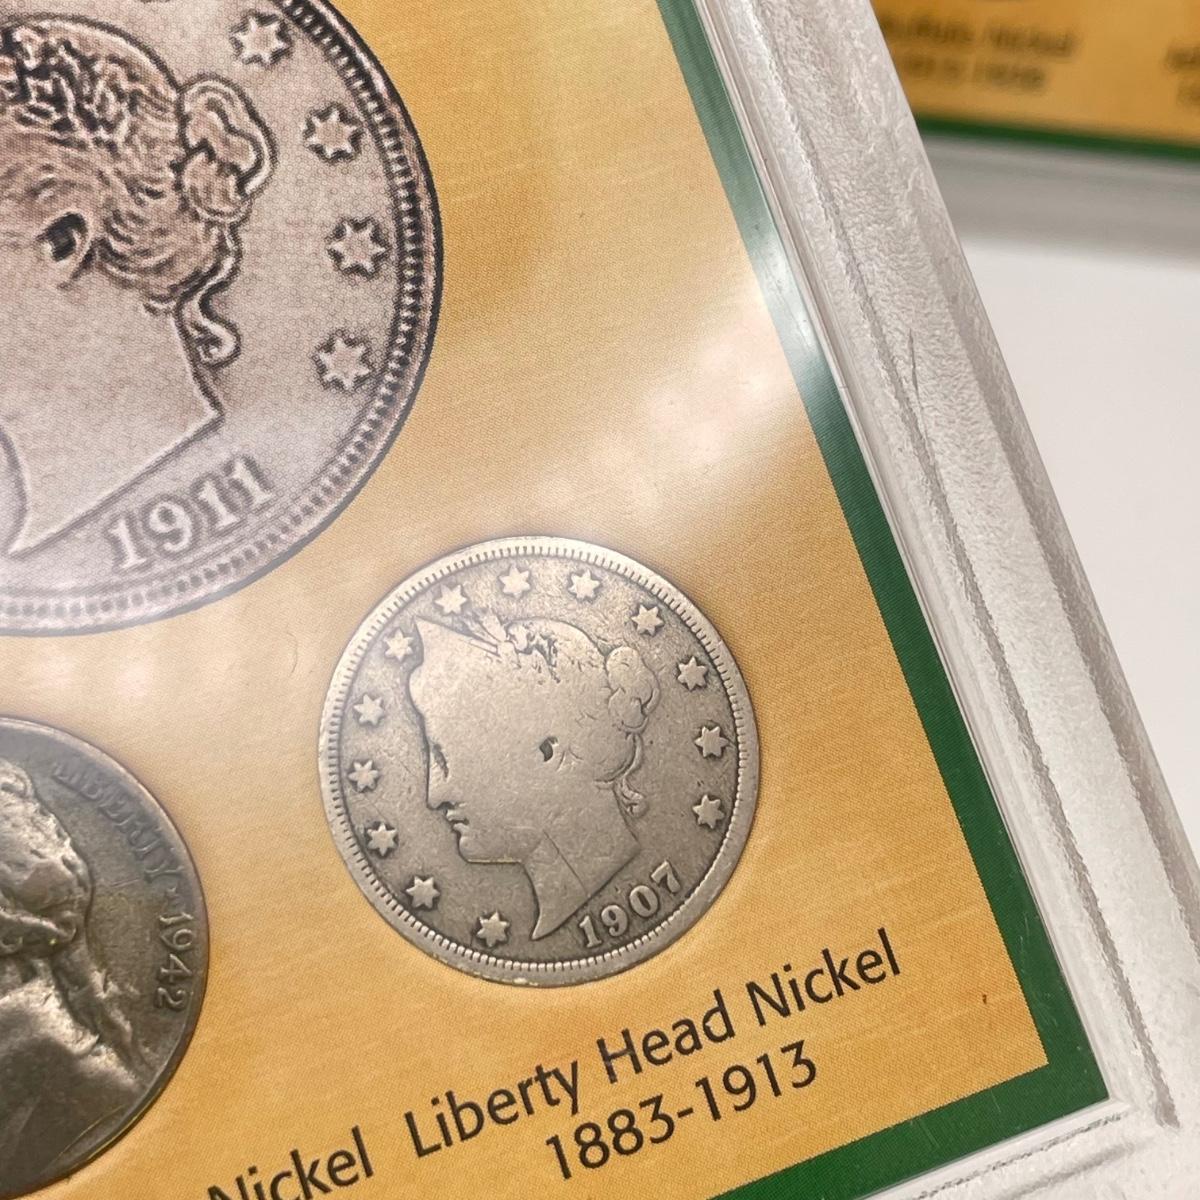 1911
1907
LIBERTY · 1942
Nickel
Liberty Head Nickel
1883-1913